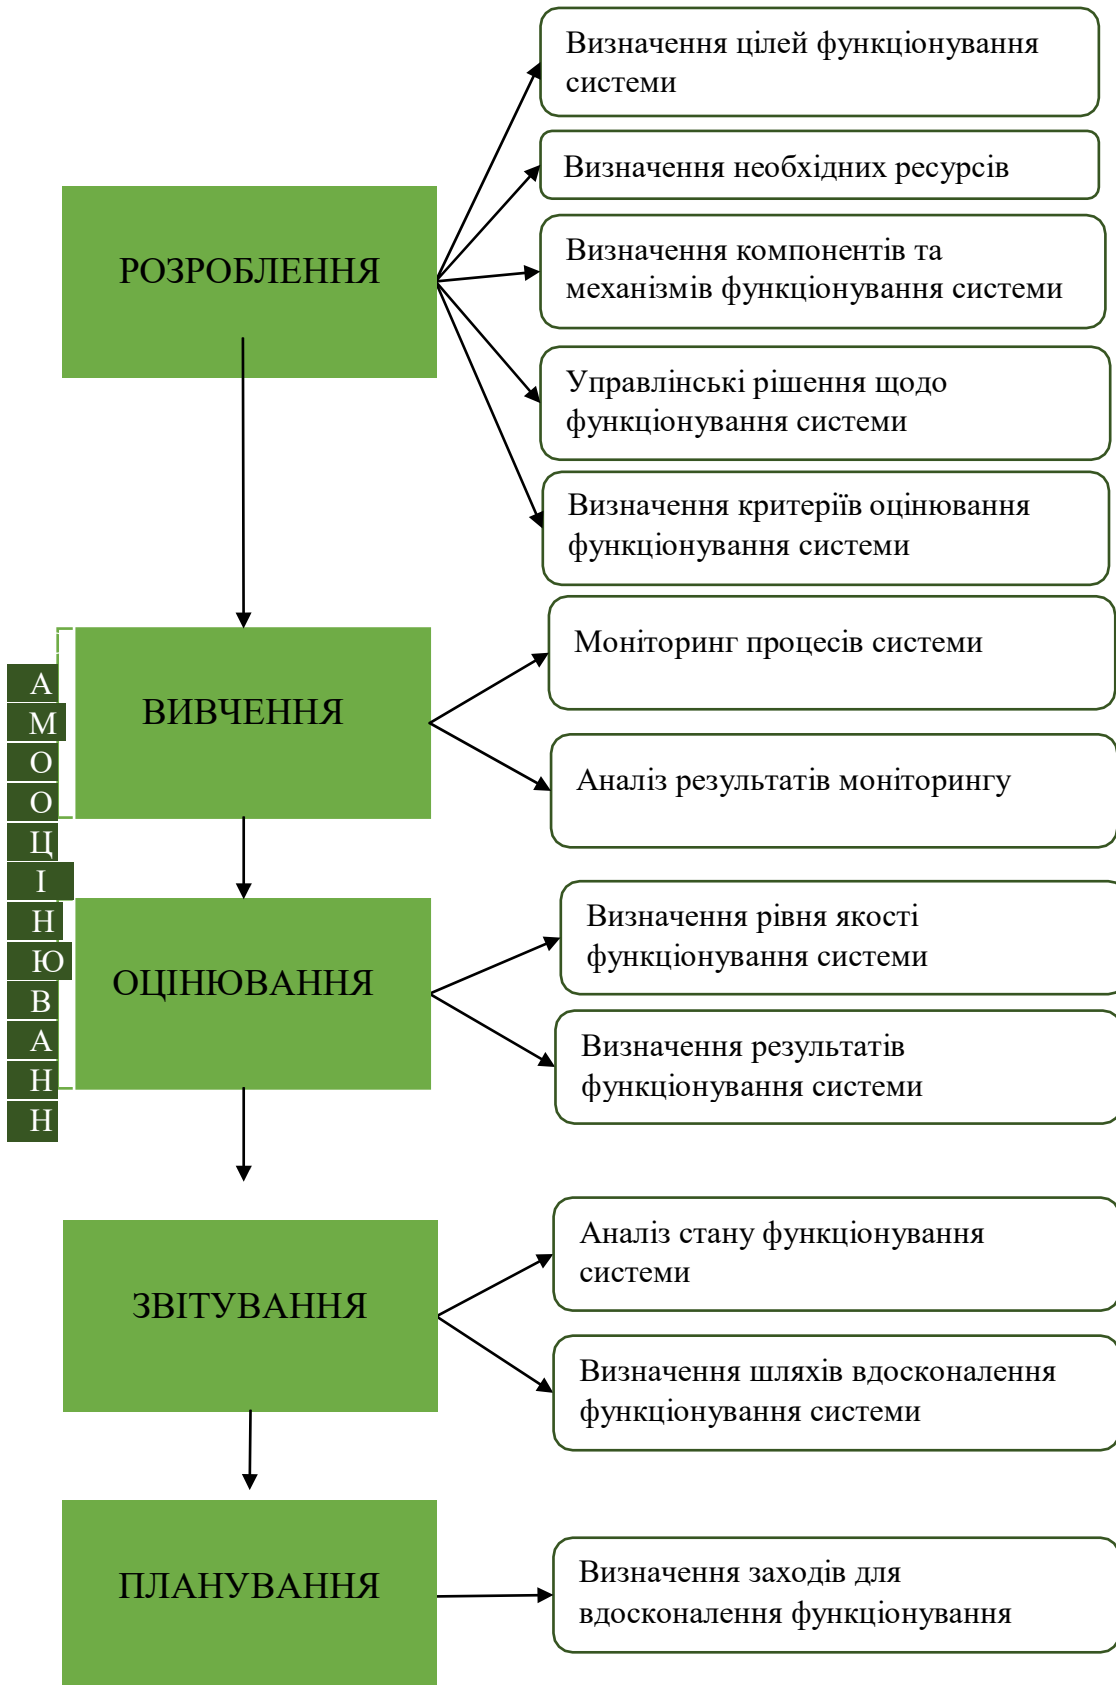 Визначення цілей функціонування
системи
Визначення необхідних ресурсів
РОЗРОБЛЕННЯ
Визначення компонентів та
механізмів функціонування системи
Управлінські рішення щодо
функціонування системи
Визначення критеріїв оцінювання
функціонування системи
А
М
О
О
Ц
І
Н
Ю
В
А
Н
Н
ВИВЧЕННЯ
Моніторинг процесів системи
Аналіз результатів моніторингу
ОЦІНЮВАННЯ
Визначення рівня якості
функціонування системи
Визначення результатів
функціонування системи
ЗВІТУВАННЯ
Аналіз стану функціонування
системи
Визначення шляхів вдосконалення
функціонування системи
ПЛАНУВАННЯ
Визначення заходів для
вдосконалення функціонування